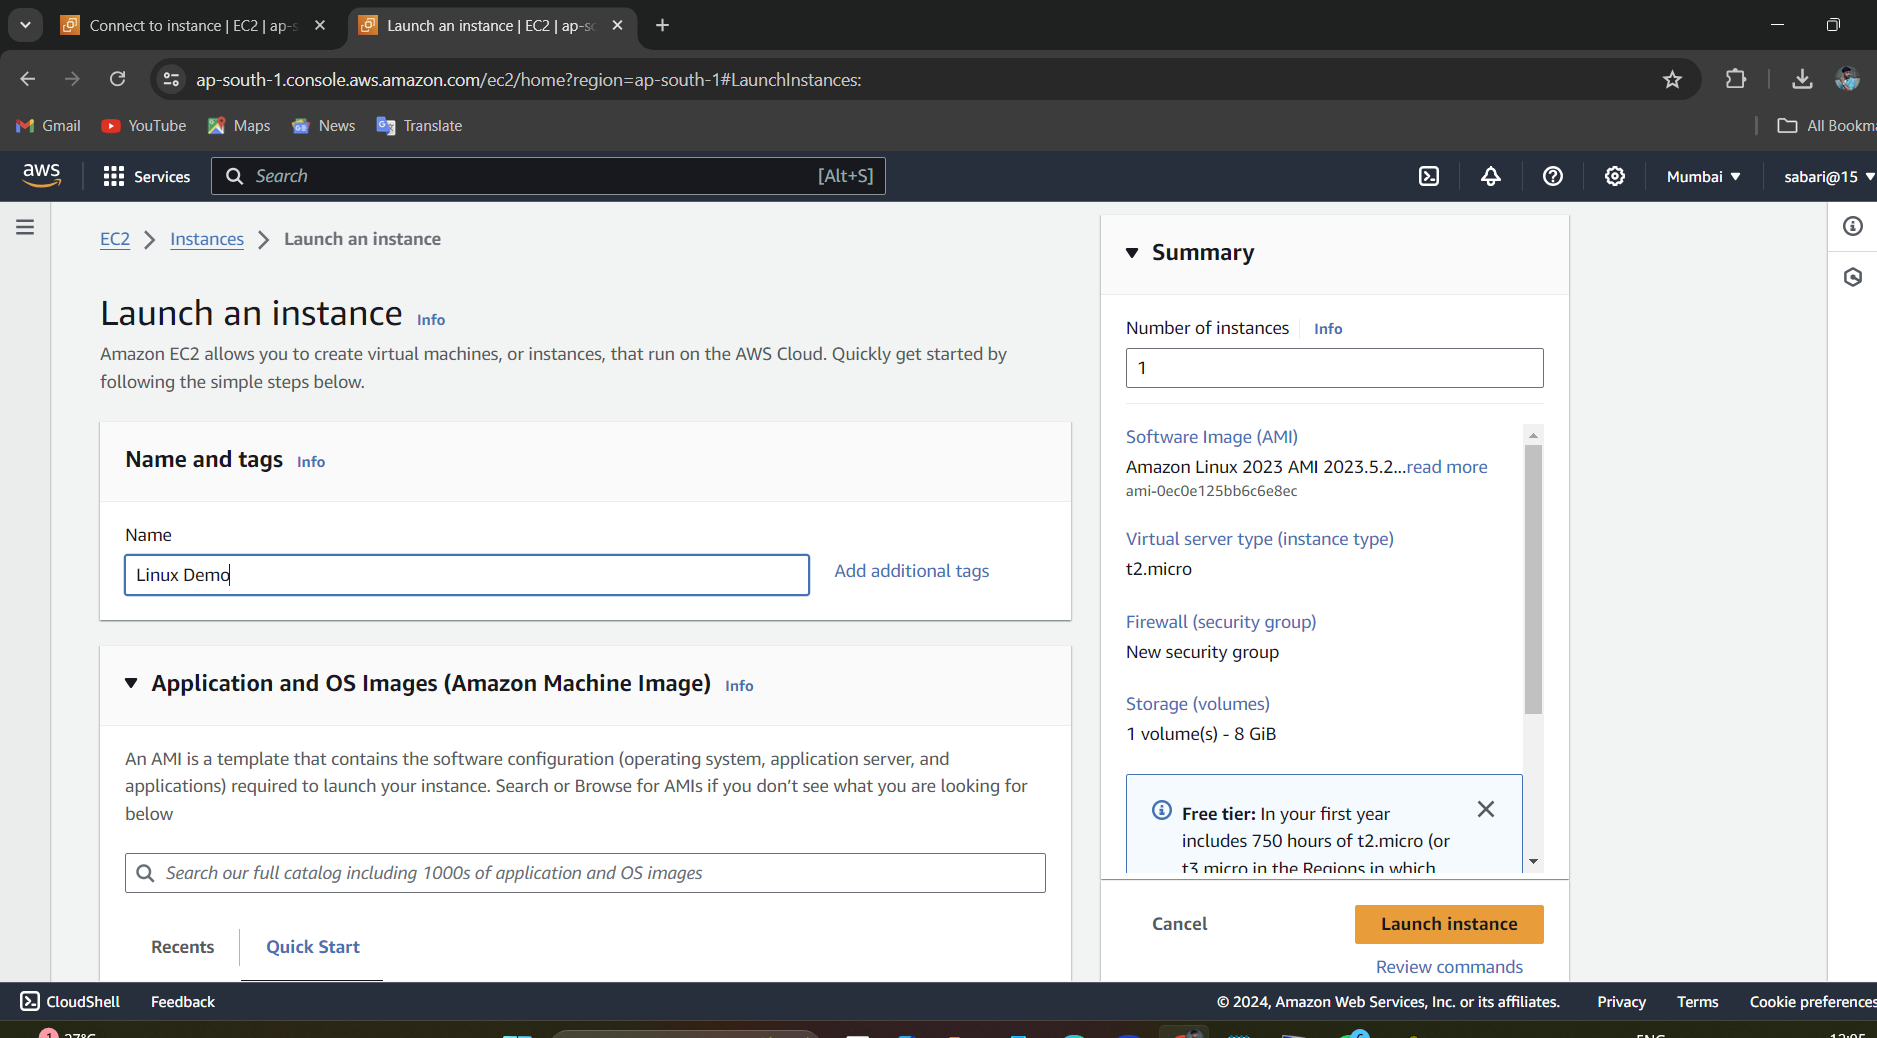 Connect to instance | EC2 | ap-s
Launch an instance | EC2 | ap-so
ap-south-1.console.aws.amazon.com/ec2/home?region=ap-south-1#LaunchInstances:
Gmail
YouTube
Maps
News
Translate
All Bookma
aws
Services
Search
[Alt+S]
Mumbai
sabari@15
EC2
Instances
Launch an instance
Launch an instance
Info
Amazon EC2 allows you to create virtual machines, or instances, that run on the AWS Cloud. Quickly get started by
following the simple steps below.
Name and tags
Info
Name
Linux Demo
Add additional tags
Application and OS Images (Amazon Machine Image)
Info
An AMI is a template that contains the software configuration (operating system, application server, and
applications) required to launch your instance. Search or Browse for AMIs if you don’t see what you are looking for
below
Search our full catalog including 1000s of application and OS images
Recents
Quick Start
Summary
Number of instances
Info
1
Software Image (AMI)
Amazon Linux 2023 AMI 2023.5.2...read more
ami-0ec0e125bb6c6e8ec
Virtual server type (instance type)
t2.micro
Firewall (security group)
New security group
Storage (volumes)
1 volume(s) - 8 GiB
Free tier: In your first year
includes 750 hours of t2.micro (or
t3.micro in the Regions in which
Cancel
Launch instance
Review commands
CloudShell
Feedback
© 2024, Amazon Web Services, Inc. or its affiliates.
Privacy
Terms
Cookie preferences
1
27°C
ENG